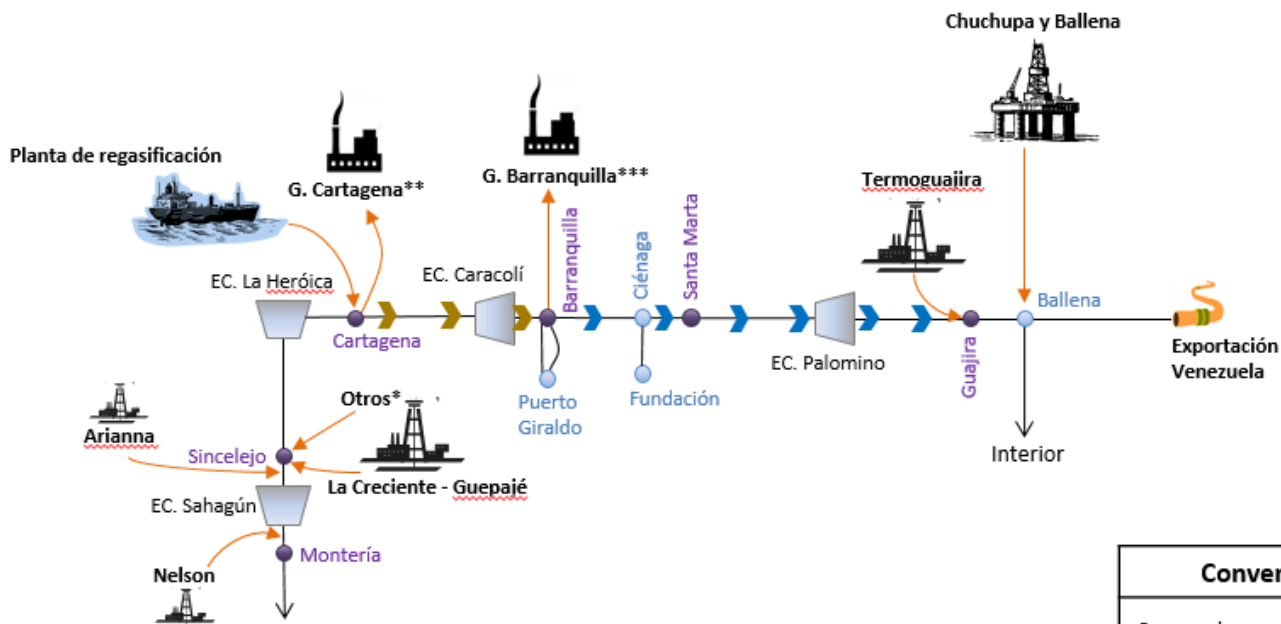 Chuchupa y Ballena
Planta de regasificación
G. Cartagena**
G. Barranquilla***
Termoguajira
EC. La Heróica
EC. Caracolí
Barranquilla
Ciénaga
Santa Marta
Ballena
Cartagena
EC. Palomino
Guajira
Exportación
Venezuela
Puerto
Giraldo
Fundación
Interior
Otros*
Arianna
Sincelejo
La Creciente - Guepajé
EC. Sahagún
Montería
Nelson